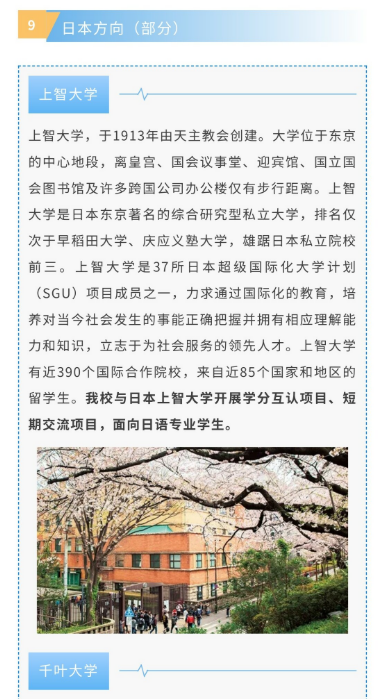 9 日本方向（部分）
上智大学
上智大学，于1913年由天主教会创建。大学位于东京
的中心地段，离皇宫、国会议事堂、迎宾馆、国立国
会图书馆及许多跨国公司办公楼仅有步行距离。上智
大学是日本东京著名的综合研究型私立大学，排名仅
次于早稻田大学、庆应义塾大学，雄踞日本私立院校
前三。上智大学是37所日本超级国际化大学计划
（SGU）项目成员之一，力求通过国际化的教育，培
养对当今社会发生的事能正确把握并拥有相应理解能
力和知识，立志于为社会服务的领先人才。上智大学
有近390个国际合作院校，来自近85个国家和地区的
留学生。我校与日本上智大学开展学分互认项目、短
期交流项目，面向日语专业学生。
千叶大学